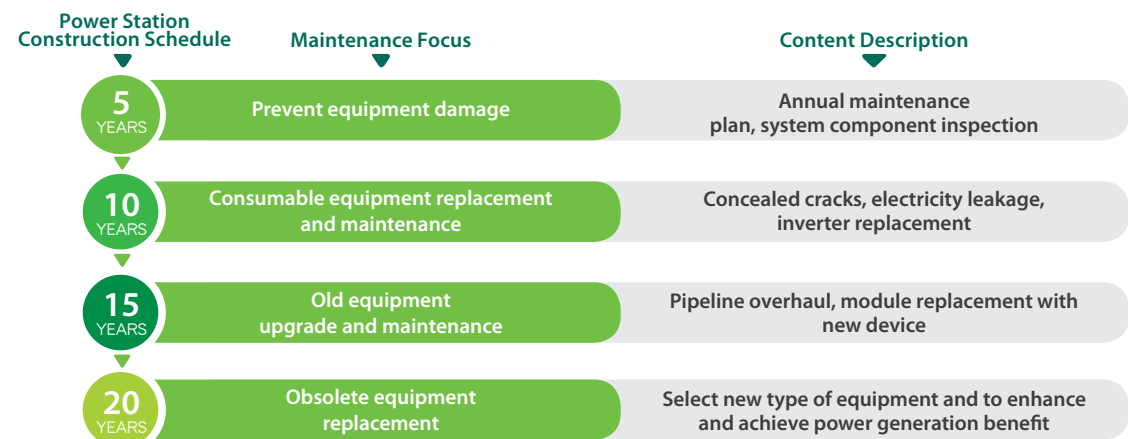 Power Station
Construction Schedule
Maintenance Focus
Content Description
5
YEARS
Prevent equipment damage
Annual maintenance
plan, system component inspection
10
YEARS
Consumable equipment replacement
and maintenance
Concealed cracks, electricity leakage,
inverter replacement
15
YEARS
Old equipment
upgrade and maintenance
Pipeline overhaul, module replacement with
new device
20
YEARS
Obsolete equipment
replacement
Select new type of equipment and to enhance
and achieve power generation benefit